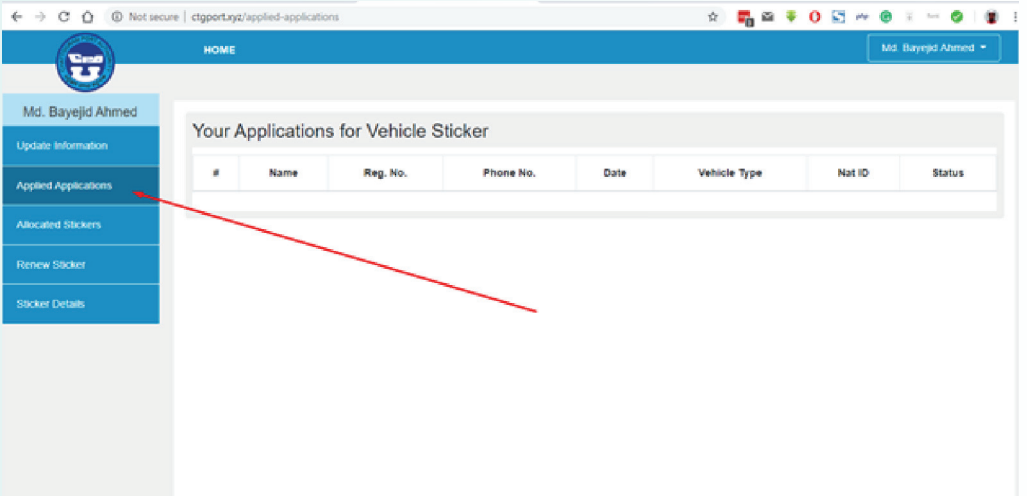 Not secure | ctgport.xyz/applied-applications
HOME
Md. Bayejid Ahmed
Md. Bayejid Ahmed
Update Information
Applied Applications
Allocated Stickers
Renew Sticker
Sticker Details
Your Applications for Vehicle Sticker
# Name Reg. No. Phone No. Date Vehicle Type Nat ID Status